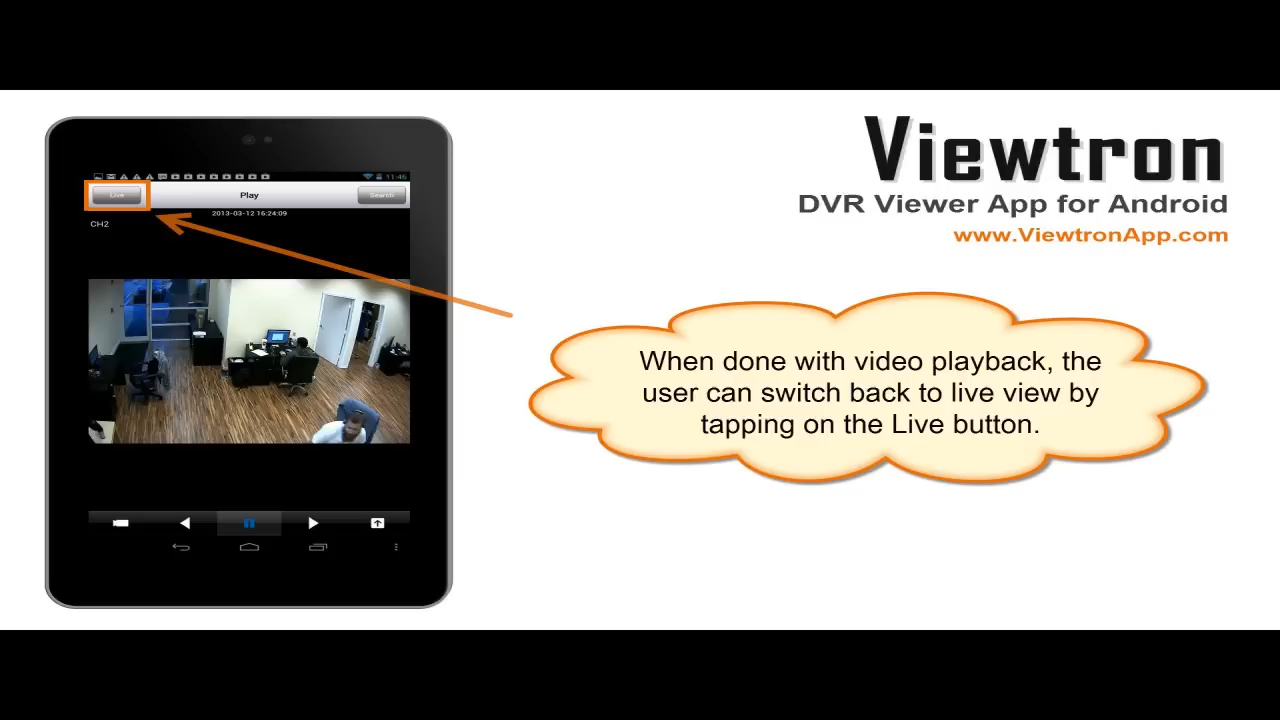 Viewtron
DVR Viewer App for Android
www.ViewtronApp.com
11:45
Live
Play
Search
2013-03-12 16:24:09
CH2
When done with video playback, the
user can switch back to live view by
tapping on the Live button.